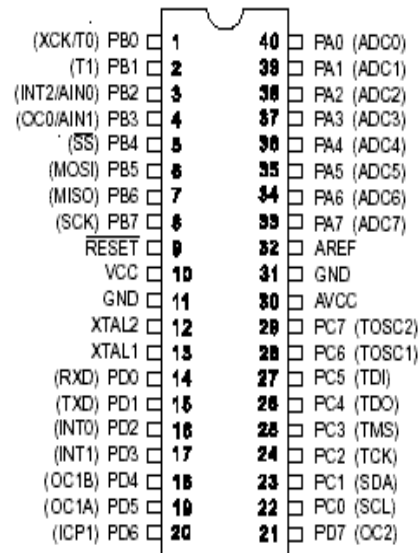 (XCK/T0) PB0 1 40 PA0 (ADC0)
(T1) PB1 2 39 PA1 (ADC1)
(INT2/AIN0) PB2 3 38 PA2 (ADC2)
(OC0/AIN1) PB3 4 37 PA3 (ADC3)
(SS) PB4 5 36 PA4 (ADC4)
(MOSI) PB5 6 35 PA5 (ADC5)
(MISO) PB6 7 34 PA6 (ADC6)
(SCK) PB7 8 33 PA7 (ADC7)
RESET 9 32 AREF
VCC 10 31 GND
GND 11 30 AVCC
XTAL2 12 29 PC7 (TOSC2)
XTAL1 13 28 PC6 (TOSC1)
(RXD) PD0 14 27 PC5 (TDI)
(TXD) PD1 15 26 PC4 (TDO)
(INT0) PD2 16 25 PC3 (TMS)
(INT1) PD3 17 24 PC2 (TCK)
(OC1B) PD4 18 23 PC1 (SDA)
(OC1A) PD5 19 22 PC0 (SCL)
(ICP1) PD6 20 21 PD7 (OC2)